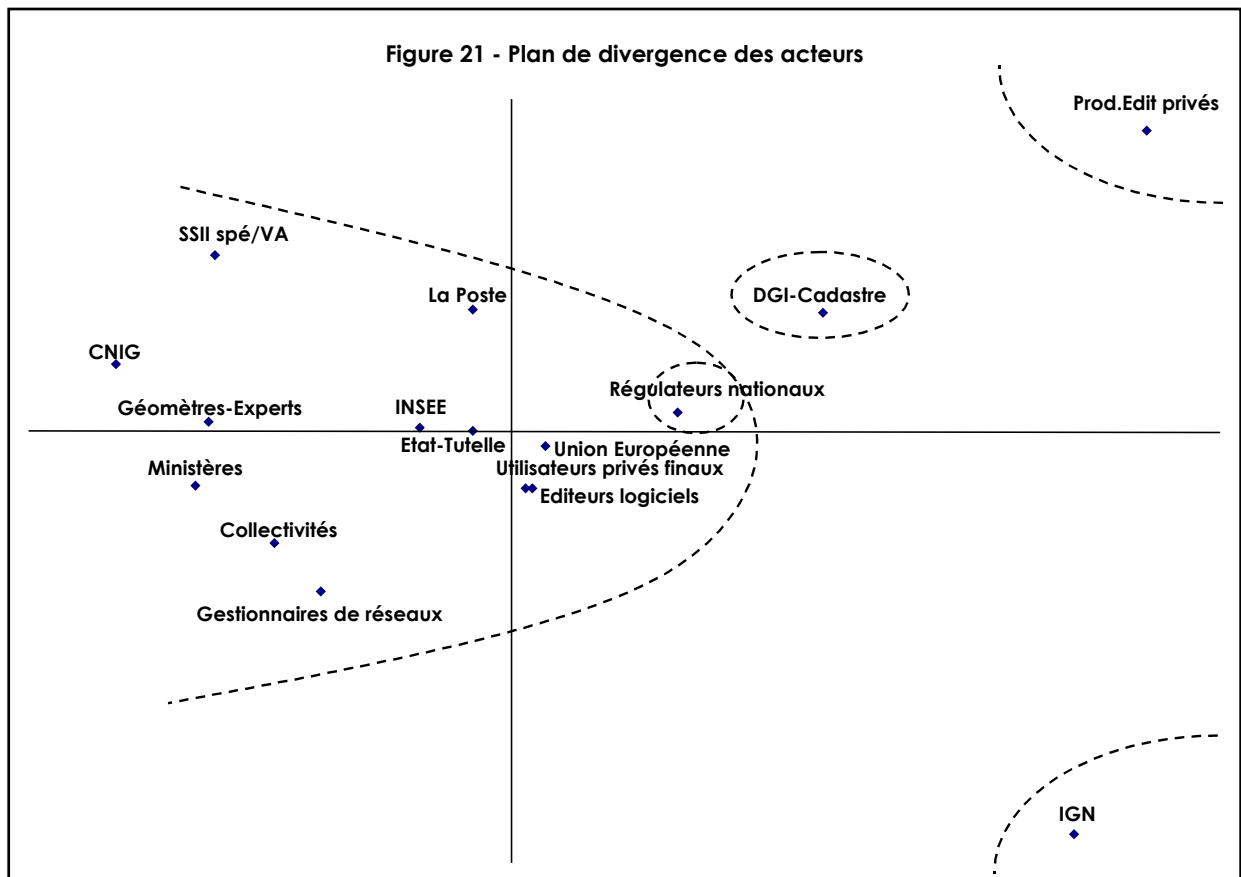 Figure 21 - Plan de divergence des acteurs
Prod.Edit privés
SSII spé/VA
La Poste
DGI-Cadastre
CNIG
Régulateurs nationaux
Géomètres-Experts
INSEE
Etat-Tutelle
Union Européenne
Ministères
Utilisateurs privés finaux
Editeurs logiciels
Collectivités
Gestionnaires de réseaux
IGN